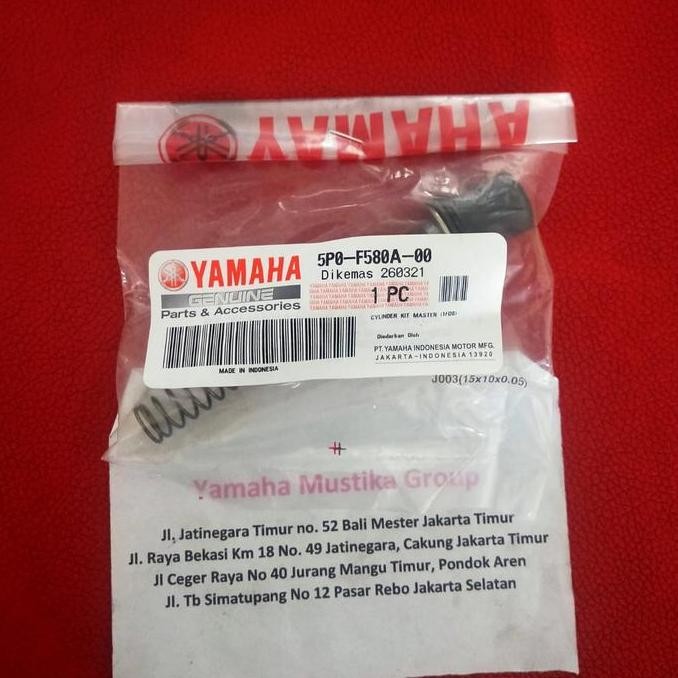 YAMAHA
YAMAHA
GENUINE
Parts & Accessories
5P0-F580A-00
Dikemas 260321
1 PC
CYLINDER KIT MASTER
Diedarkan Oleh
PT.YAMAHA INDONESIA MOTOR MFG.
JAKARTA-INDONESIA 13920
MADE IN INDONESIA
J003(15x10x0.05)
Yamaha Mustika Group
Jl. Jatinegara Timur no. 52 Bali Mester Jakarta Timur
Jl. Raya Bekasi Km 18 No. 49 Jatinegara, Cakung Jakarta Timur
Jl Ceger Raya No 40 Jurang Mangu Timur, Pondok Aren
Jl. Tb Simatupang No 12 Pasar Rebo Jakarta Selatan